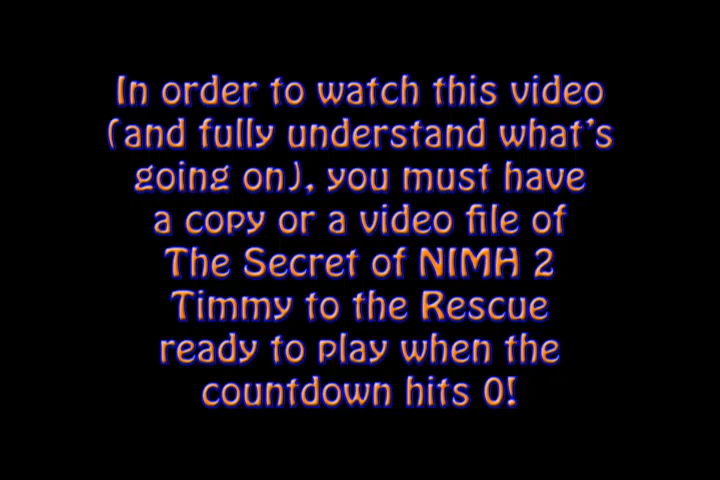 In order to watch this video
(and fully understand what's
going on), you must have
a copy or a video file of
The Secret of NIMH 2
Timmy to the Rescue
ready to play when the
countdown hits 0!